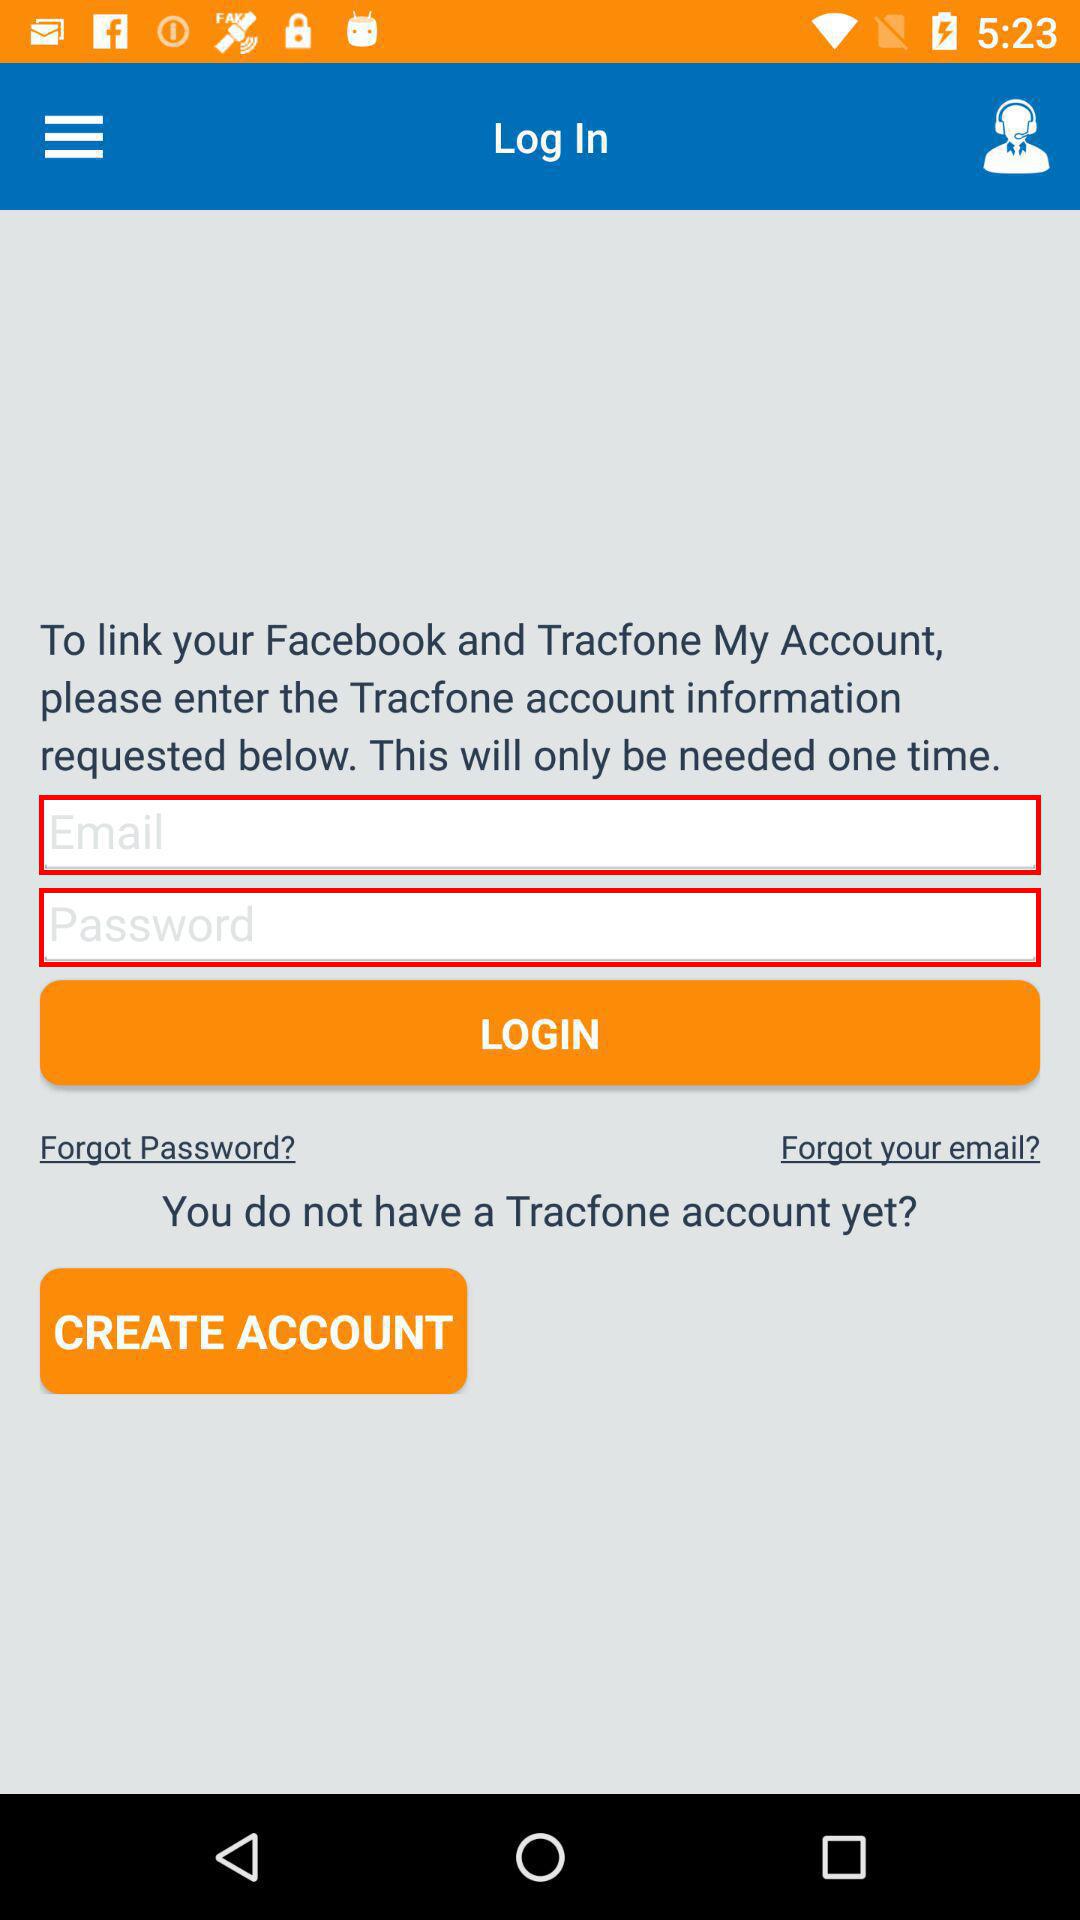 FAK
5:23
Log In
To link your Facebook and Tracfone My Account,
please enter the Tracfone account information
requested below. This will only be needed one time.
Email
Password
LOGIN
Forgot Password? Forgot your email?
You do not have a Tracfone account yet?
CREATE ACCOUNT